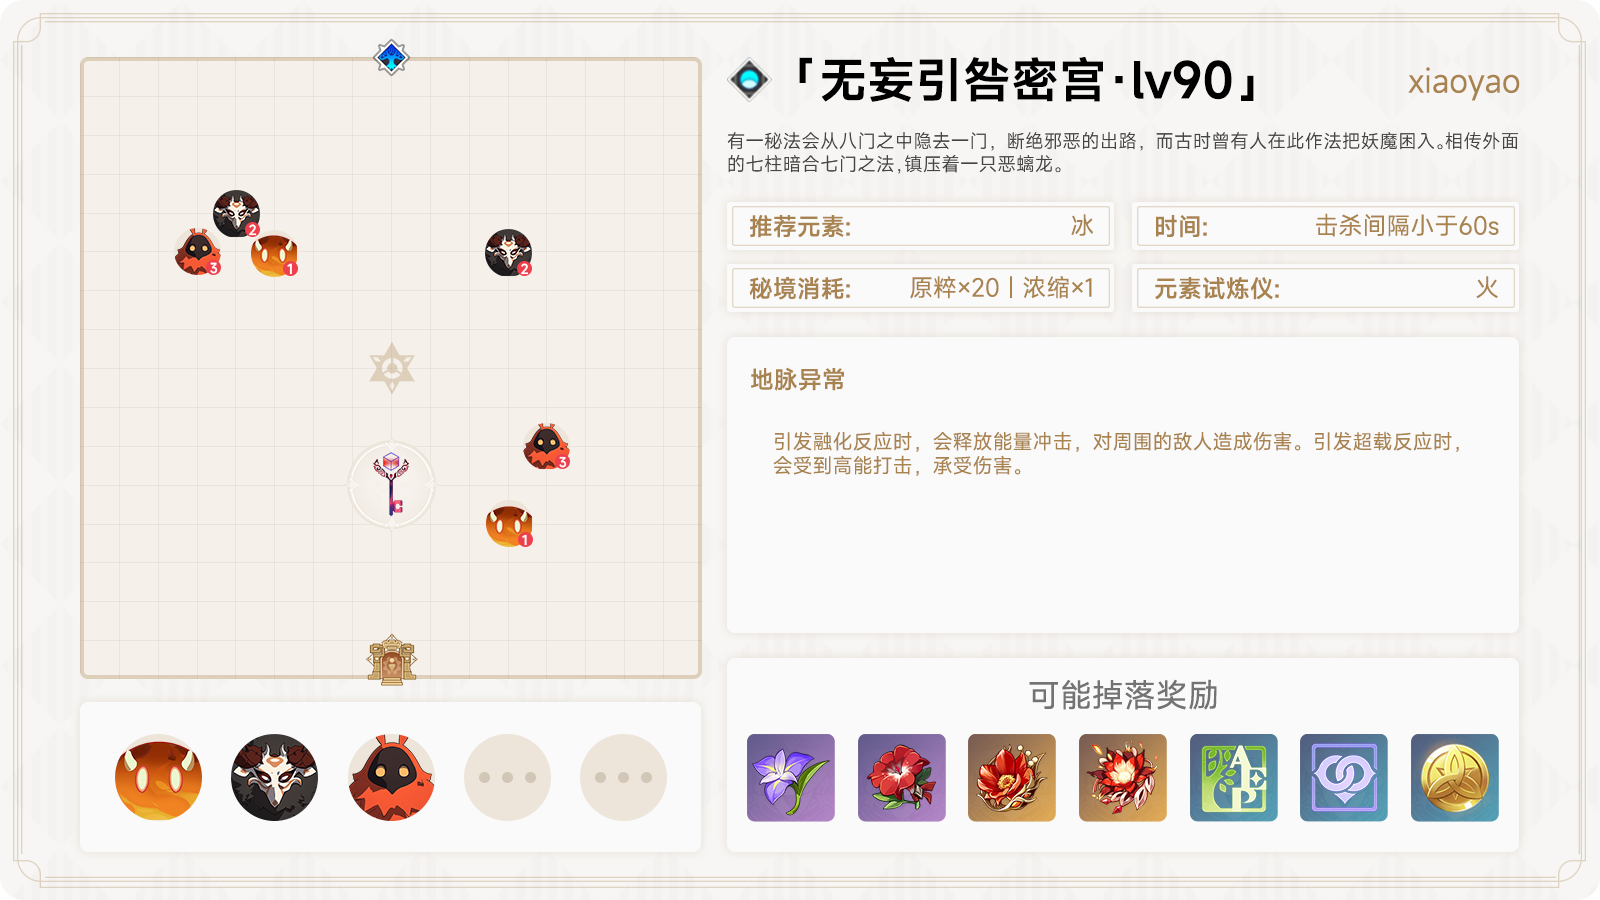 「无妄引咎密宫·lv90」
xiaoyao
有一秘法会从八门之中隐去一门，断绝邪恶的出路，而古时曾有人在此作法把妖魔困入。相传外面
的七柱暗合七门之法，镇压着一只恶螭龙。
推荐元素: 冰
时间: 击杀间隔小于60s
秘境消耗: 原粹×20丨浓缩×1
元素试炼仪: 火
地脉异常
引发融化反应时，会释放能量冲击，对周围的敌人造成伤害。引发超载反应时，
会受到高能打击，承受伤害。
2
3
1
2
3
1
可能掉落奖励
AEP